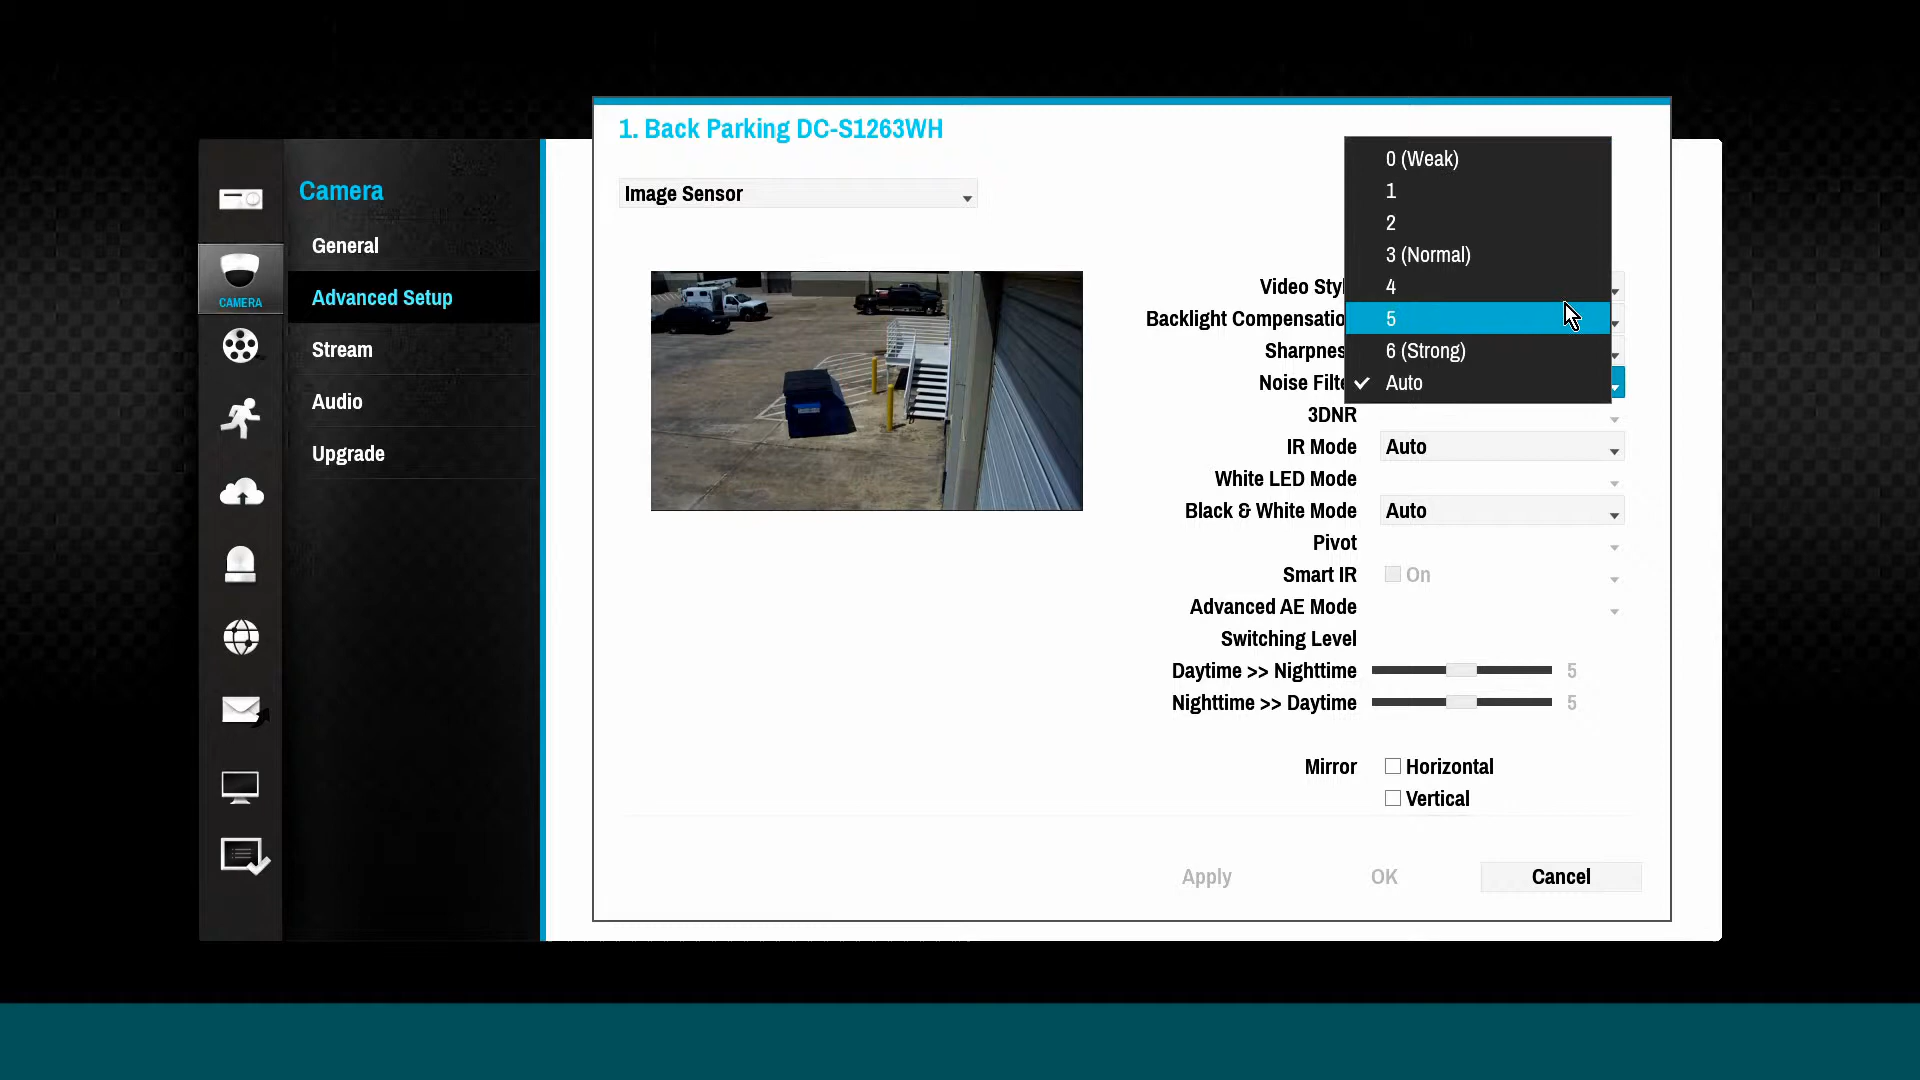 1. Back Parking DC-S1263WH
Camera
General
CAMERA
Advanced Setup
Stream
Audio
Upgrade
Image Sensor
0 (Weak)
1
2
3 (Normal)
4
5
6 (Strong)
Auto
Video Styl
Backlight Compensatio
Sharpnes
Noise Filte
3DNR
IR Mode Auto
White LED Mode
Black & White Mode Auto
Pivot
Smart IR On
Advanced AE Mode
Switching Level
Daytime >> Nighttime 5
Nighttime >> Daytime 5
Mirror Horizontal
Vertical
Apply OK Cancel